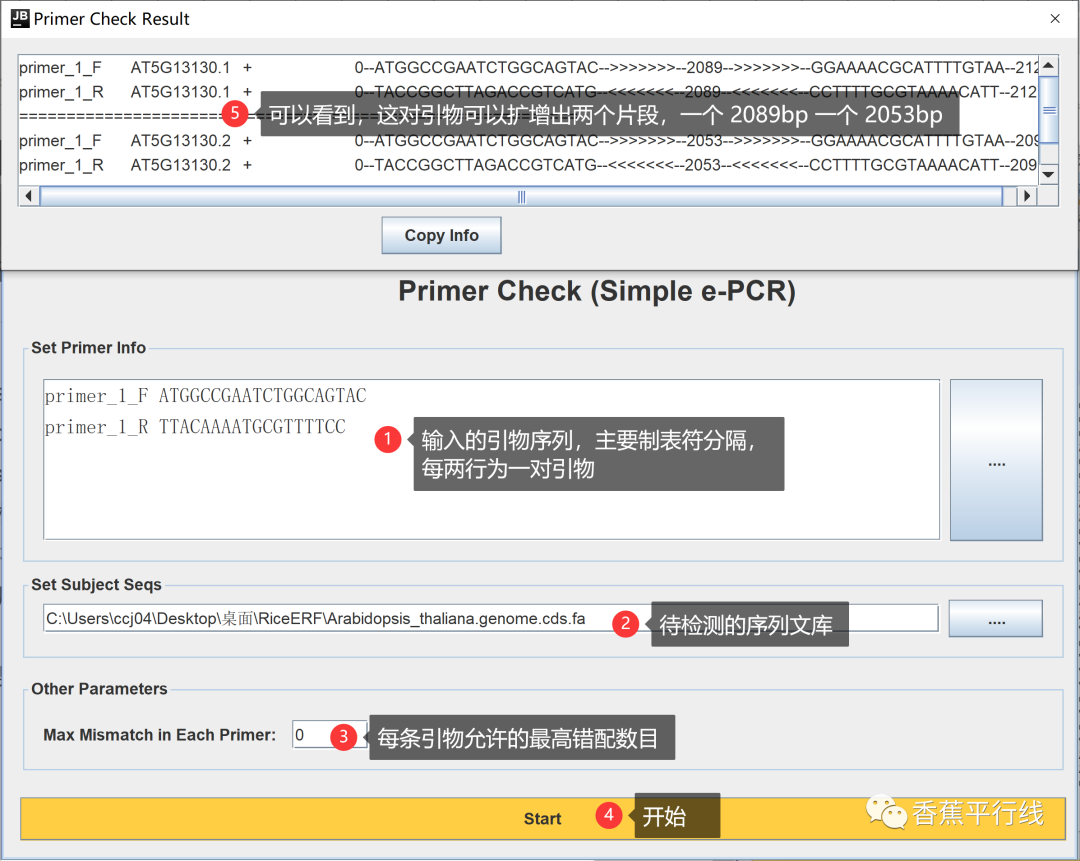 JB Primer Check Result
primer_1_F AT5G13130.1 + 0--ATGGCCGAATCTGGCAGTAC-->>>>>>>--2089-->>>>>>>--GGAAAACGCATTTTGTAA--212
primer_1_R AT5G13130.1 + 0--TACCGGCTTAGACCGTCATG--<<<<<<<--2089--<<<<<<<--CCTTTTGCGTAAAACATT--212
5 可以看到，这对引物可以扩增出两个片段，一个 2089bp 一个 2053bp
primer_1_F AT5G13130.2 + 0--ATGGCCGAATCTGGCAGTAC-->>>>>>>--2053-->>>>>>>--GGAAAACGCATTTTGTAA--209
primer_1_R AT5G13130.2 + 0--TACCGGCTTAGACCGTCATG--<<<<<<<--2053--<<<<<<<--CCTTTTGCGTAAAACATT--209
Copy Info
Primer Check (Simple e-PCR)
Set Primer Info
primer_1_F ATGGCCGAATCTGGCAGTAC
primer_1_R TTACAAAATGCGTTTTCC
1 输入的引物序列，主要制表符分隔，
每两行为一对引物
....
Set Subject Seqs
C:\Users\ccj04\Desktop\桌面\RiceERF\Arabidopsis_thaliana.genome.cds.fa
2 待检测的序列文库
....
Other Parameters
Max Mismatch in Each Primer: 0
3 每条引物允许的最高错配数目
Start
4 开始
香蕉平行线